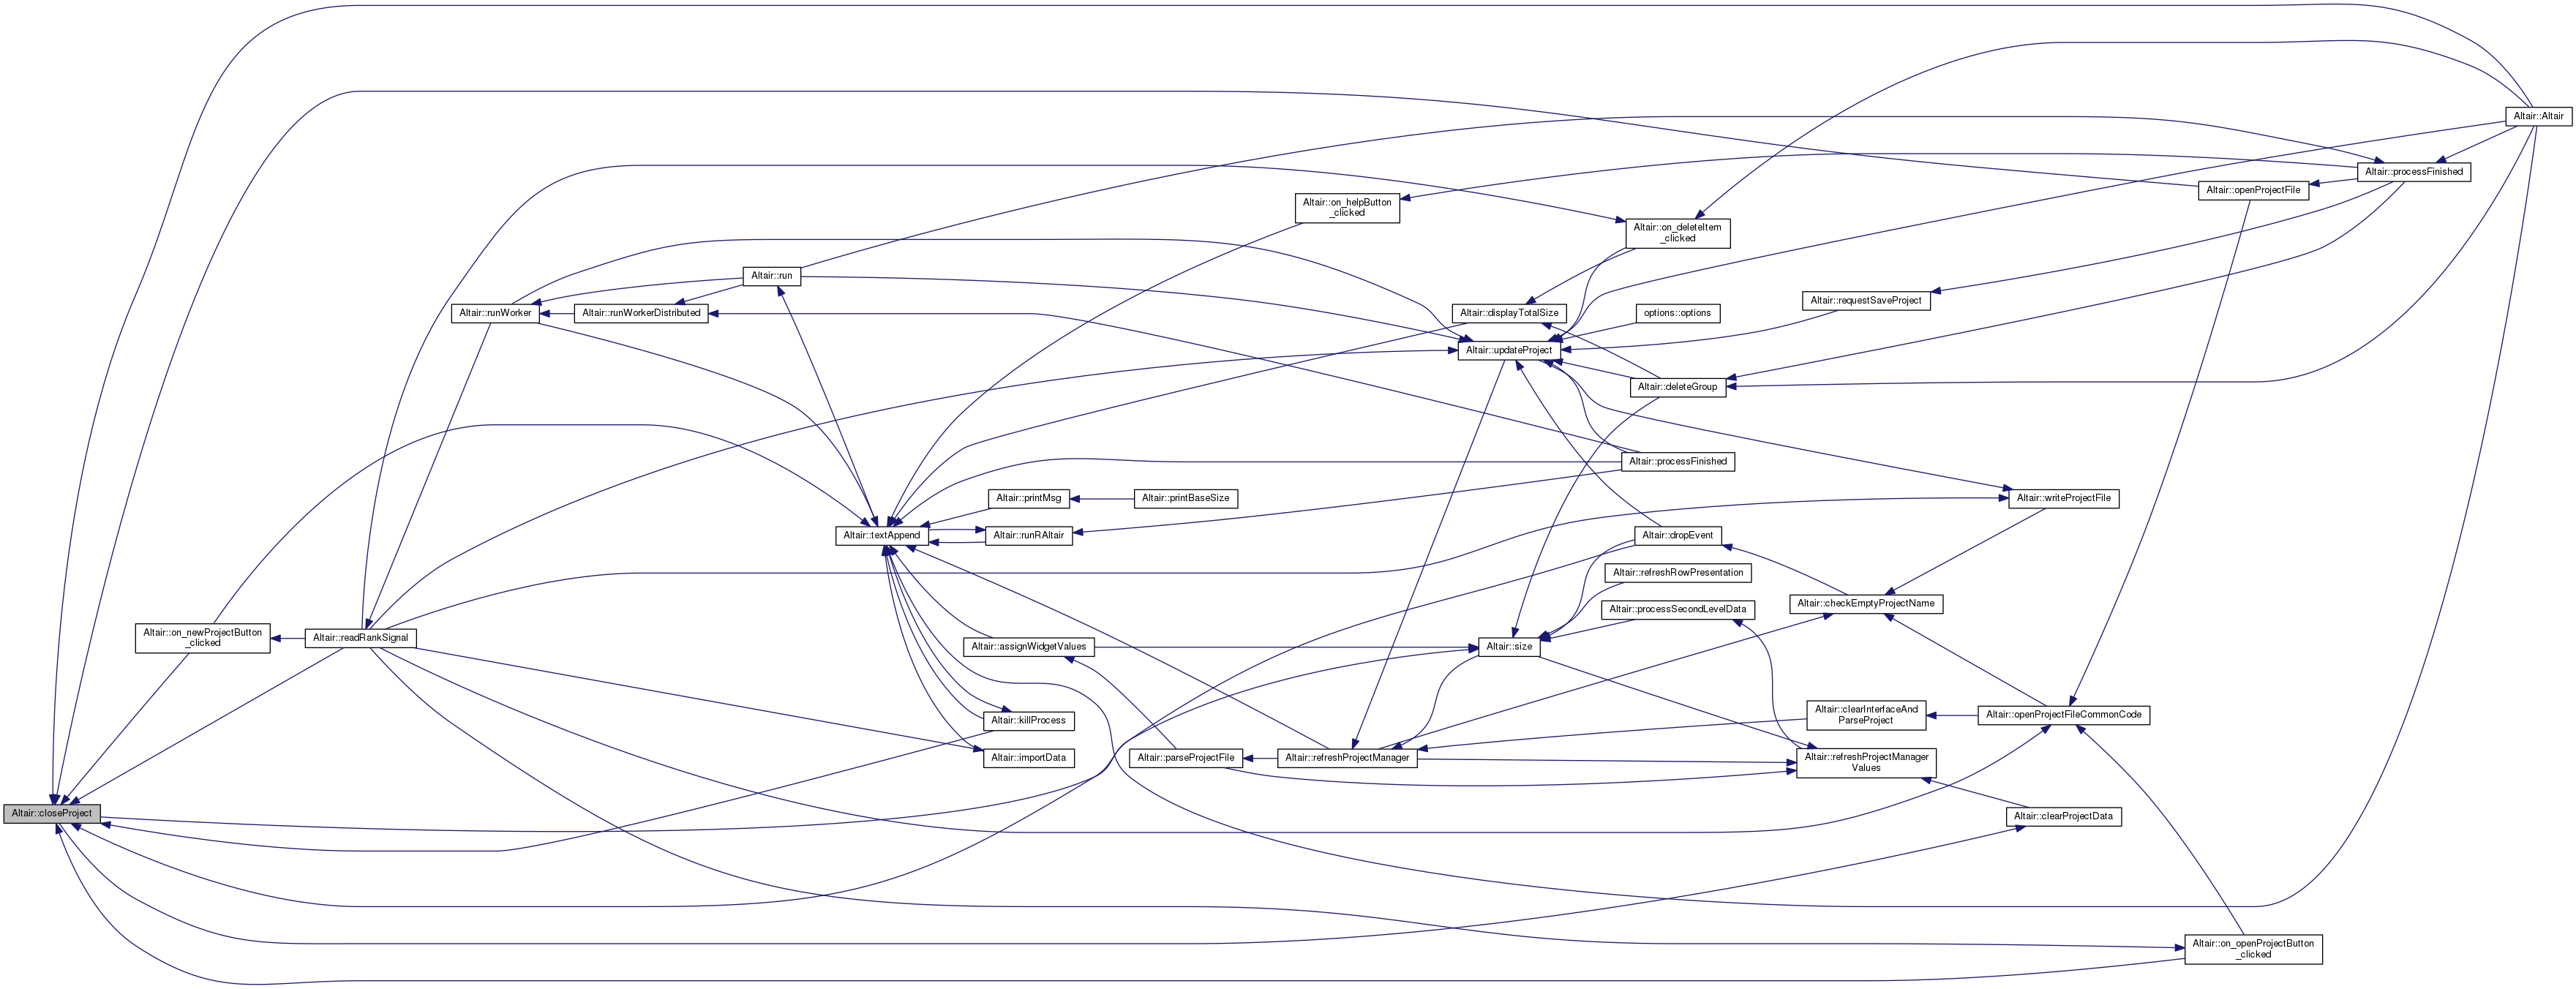 Altair::Altair
Altair::processFinished
Altair::openProjectFile
Altair::on_helpButton
_clicked
Altair::on_deleteItem
_clicked
Altair::run
Altair::requestSaveProject
Altair::runWorker
Altair::runWorkerDistributed
Altair::displayTotalSize
options::options
Altair::updateProject
Altair::deleteGroup
Altair::processFinished
Altair::printMsg
Altair::printBaseSize
Altair::writeProjectFile
Altair::textAppend
Altair::runRAltair
Altair::dropEvent
Altair::refreshRowPresentation
Altair::checkEmptyProjectName
Altair::processSecondLevelData
Altair::on_newProjectButton
_clicked
Altair::readRankSignal
Altair::assignWidgetValues
Altair::size
Altair::killProcess
Altair::clearInterfaceAnd
ParseProject
Altair::openProjectFileCommonCode
Altair::importData
Altair::parseProjectFile
Altair::refreshProjectManager
Altair::refreshProjectManager
Values
Altair::closeProject
Altair::clearProjectData
Altair::on_openProjectButton
_clicked